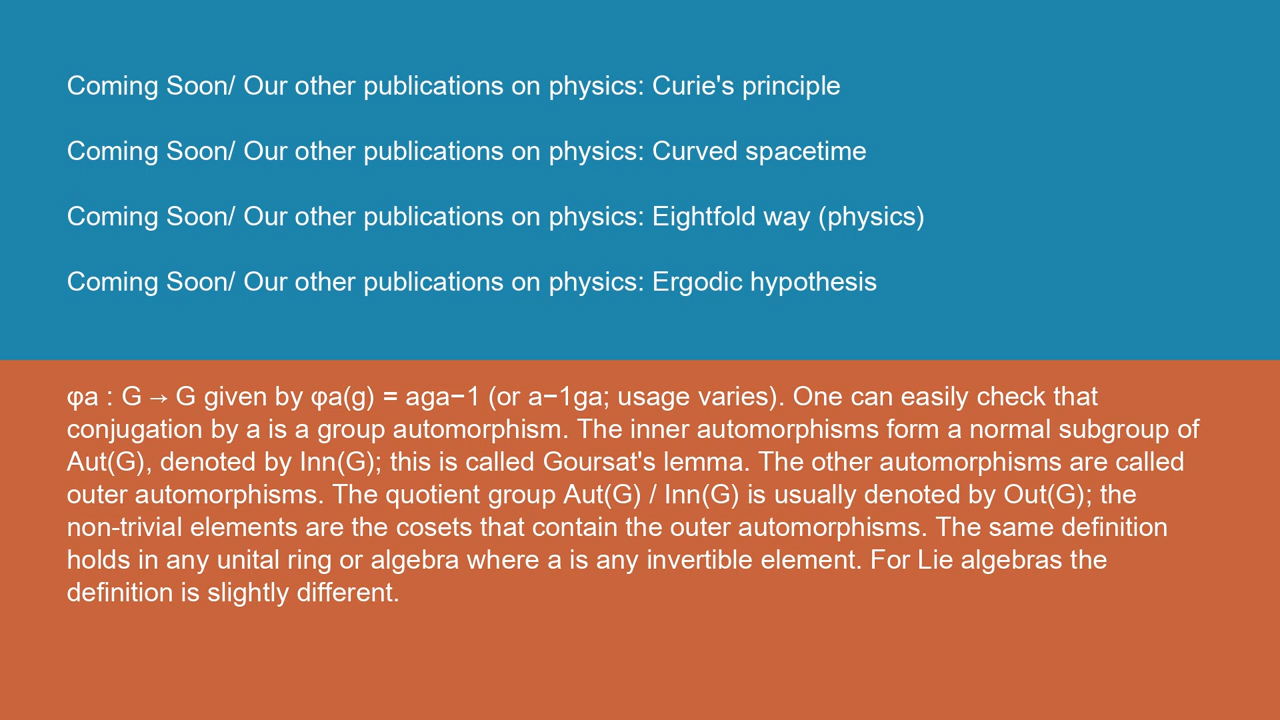 Coming Soon/ Our other publications on physics: Curie's principle
Coming Soon/ Our other publications on physics: Curved spacetime
Coming Soon/ Our other publications on physics: Eightfold way (physics)
Coming Soon/ Our other publications on physics: Ergodic hypothesis
φa : G → G given by φa(g) = aga−1 (or a−1ga; usage varies). One can easily check that
conjugation by a is a group automorphism. The inner automorphisms form a normal subgroup of
Aut(G), denoted by Inn(G); this is called Goursat's lemma. The other automorphisms are called
outer automorphisms. The quotient group Aut(G) / Inn(G) is usually denoted by Out(G); the
non-trivial elements are the cosets that contain the outer automorphisms. The same definition
holds in any unital ring or algebra where a is any invertible element. For Lie algebras the
definition is slightly different.